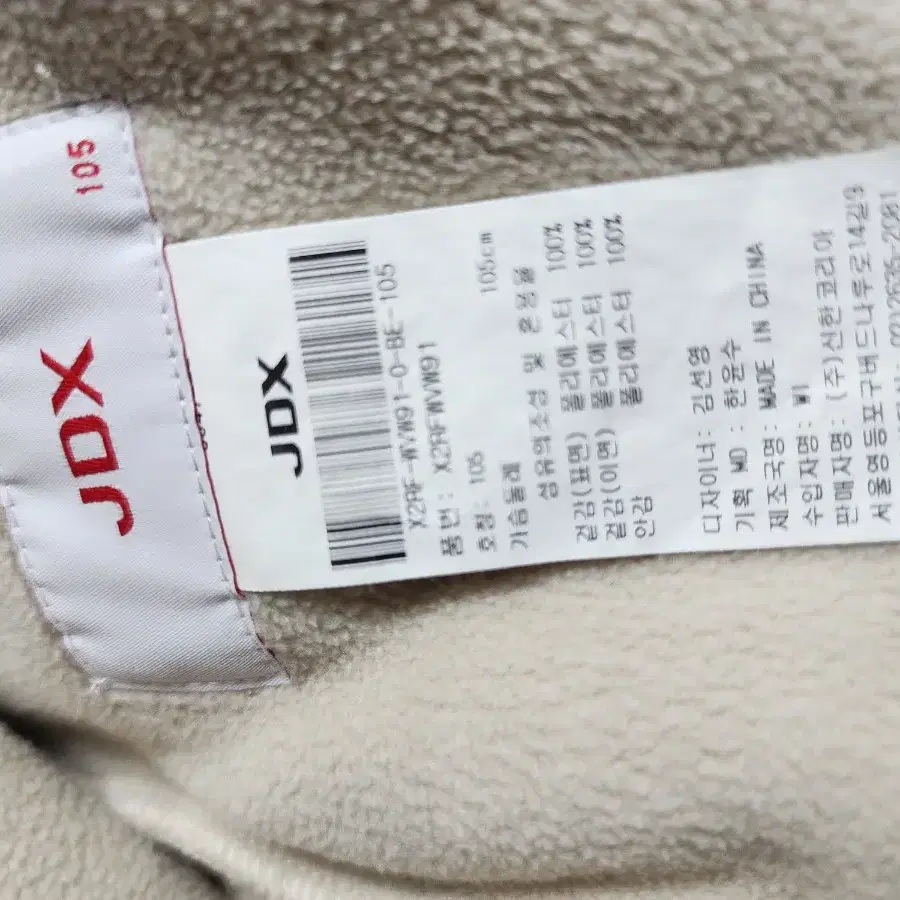 105
JDX
JDX
X2RF-WVW91-0-BE-105
품번: X2RFWVW91
호칭: 105
가슴둘레 105cm
섬유의조성 및 혼용율
겉감(표면) 폴리에스터 100%
겉감(이면) 폴리에스터 100%
안감 폴리에스터 100%
디자이너: 김선영
기획 MD : 한윤수
제조국명: MADE IN CHINA
수입자명: W1
판매자명: (주)신한코리아
서울영등포구버드나루로14길9